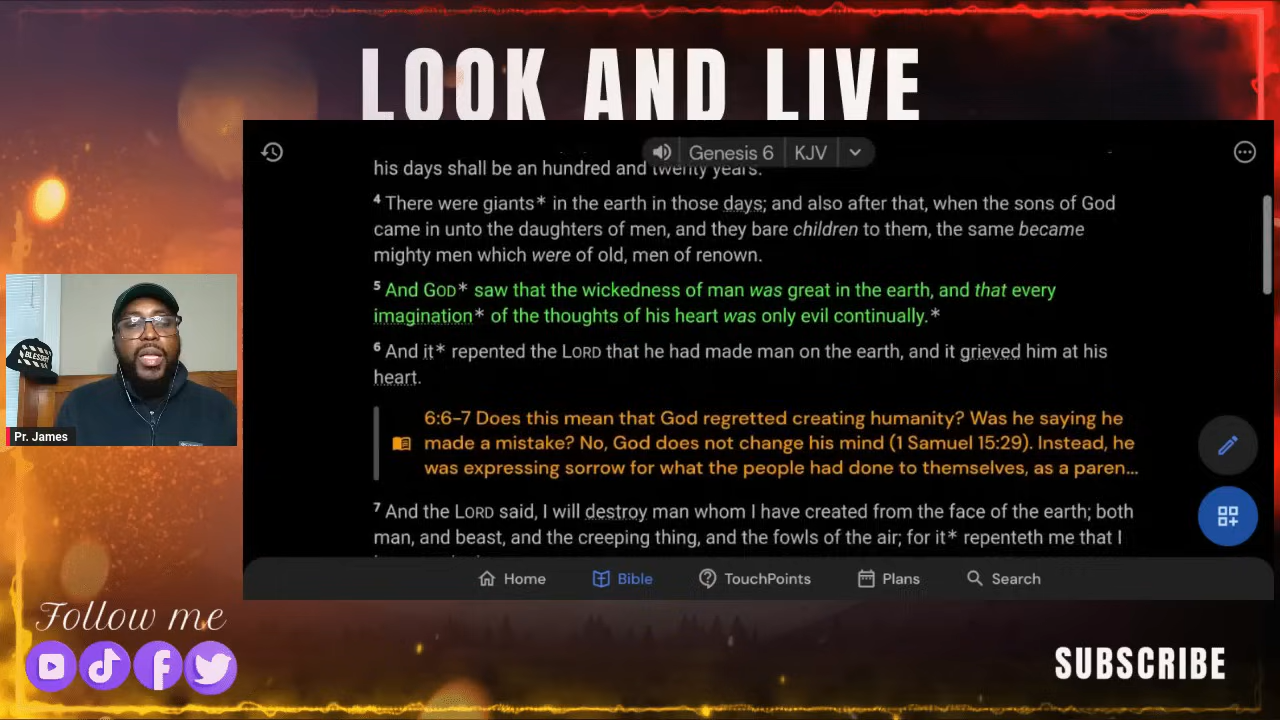 LOOK AND LIVE
Genesis 6 KJV
his days shall be an hundred and twenty years.
4 There were giants* in the earth in those days; and also after that, when the sons of God
came in unto the daughters of men, and they bare children to them, the same became
mighty men which were of old, men of renown.
5 And GOD* saw that the wickedness of man was great in the earth, and that every
imagination* of the thoughts of his heart was only evil continually.*
6 And it* repented the LORD that he had made man on the earth, and it grieved him at his
heart.
6:6–7 Does this mean that God regretted creating humanity? Was he saying he
made a mistake? No, God does not change his mind (1 Samuel 15:29). Instead, he
was expressing sorrow for what the people had done to themselves, as a paren...
7 And the LORD said, I will destroy man whom I have created from the face of the earth; both
man, and beast, and the creeping thing, and the fowls of the air; for it* repenteth me that I
Home Bible TouchPoints Plans Search
BLESSED
Pr. James
Follow me
SUBSCRIBE